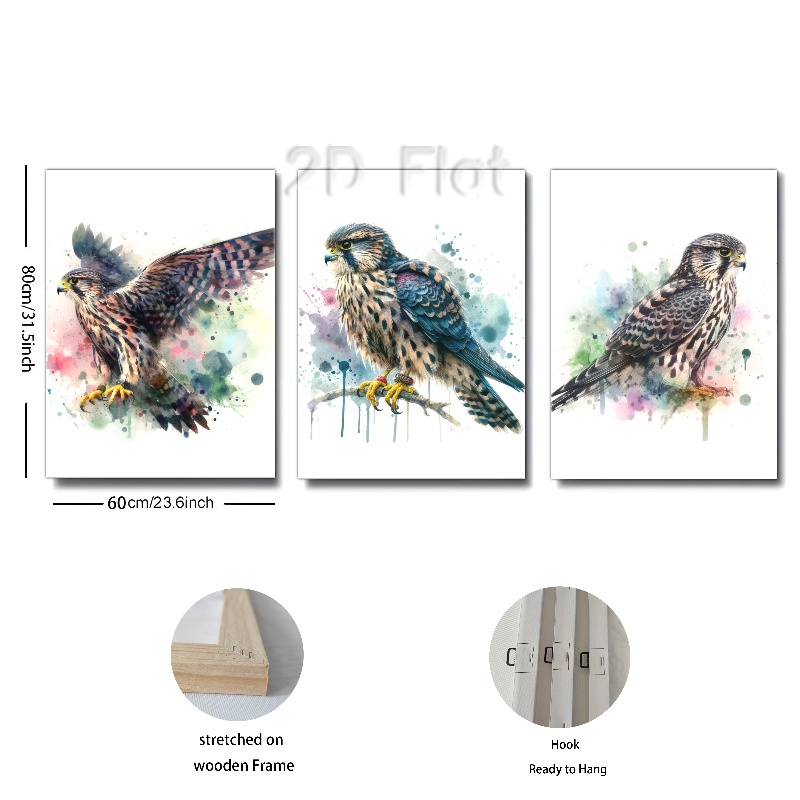 2D Flat
80cm/31.5inch
60cm/23.6inch
stretched on
wooden Frame
Hook
Ready to Hang